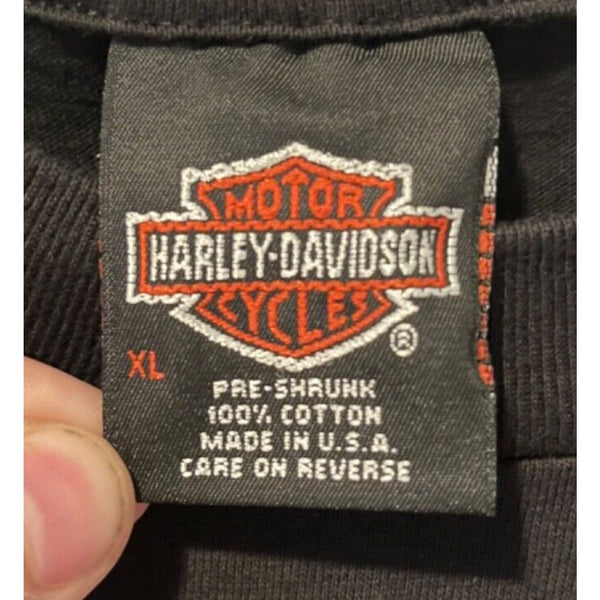 MOTOR
HARLEY-DAVIDSON
CYCLES
®
XL
PRE-SHRUNK
100% COTTON
MADE IN U.S.A.
CARE ON REVERSE